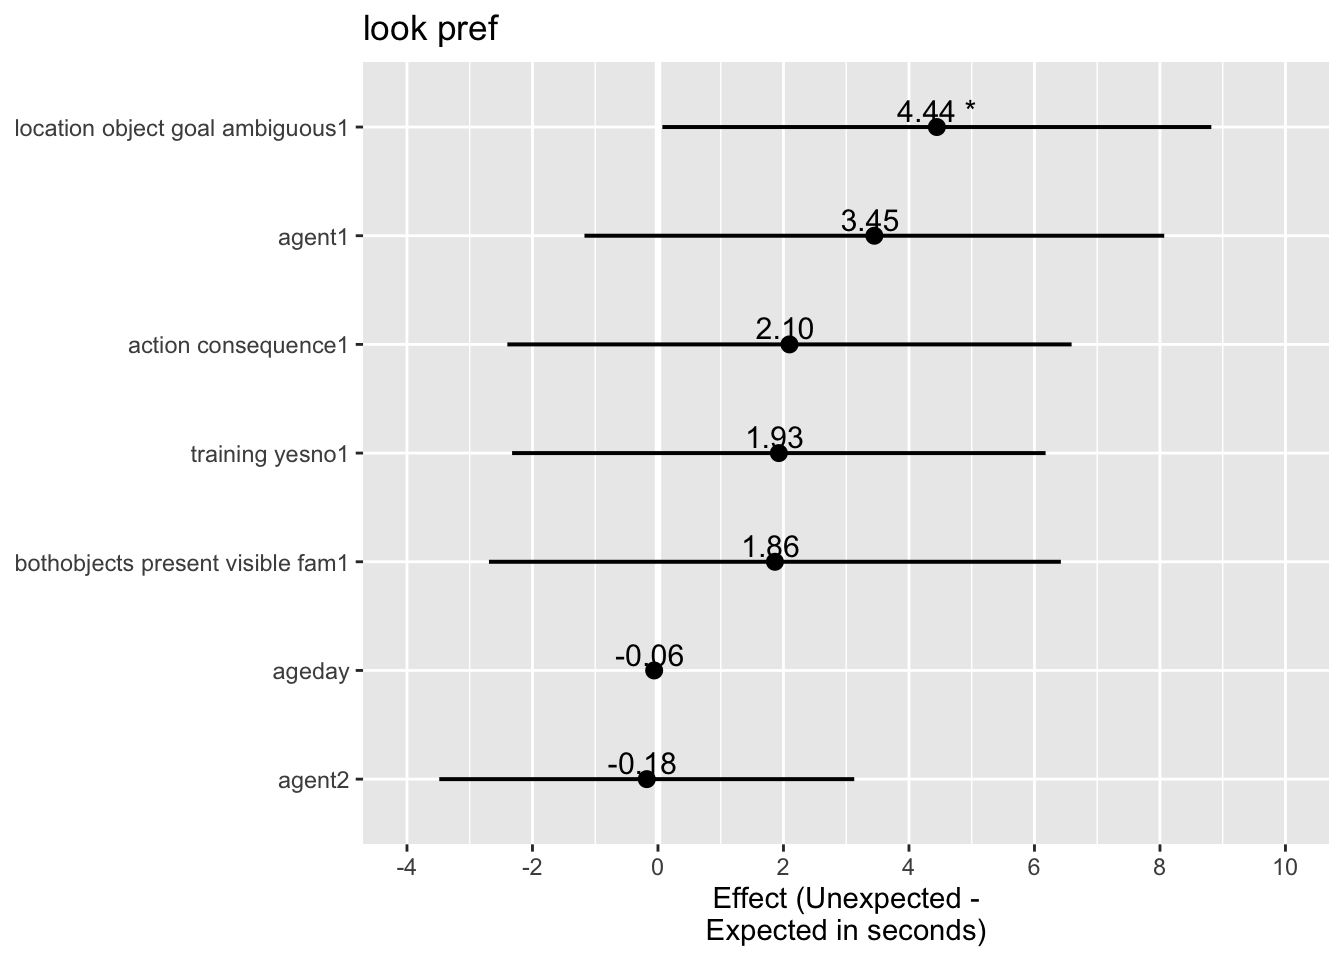 look pref
location object goal ambiguous1
4.44 *
agent1
3.45
action consequence1
2.10
training yesno1
1.93
bothobjects present visible fam1
1.86
ageday
-0.06
agent2
-0.18
-4 -2 0 2 4 6 8 10
Effect (Unexpected -
Expected in seconds)